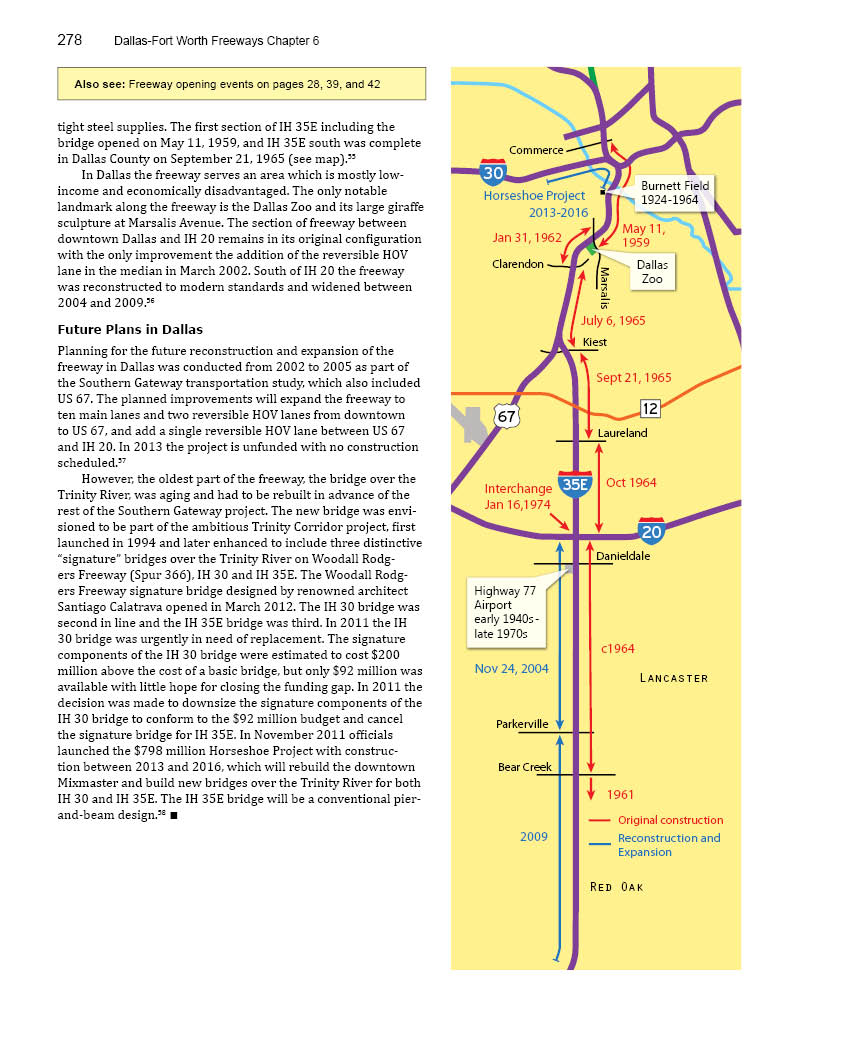 278 Dallas-Fort Worth Freeways Chapter 6
Also see: Freeway opening events on pages 28, 39, and 42
tight steel supplies. The first section of IH 35E including the
bridge opened on May 11, 1959, and IH 35E south was complete
in Dallas County on September 21, 1965 (see map).55
In Dallas the freeway serves an area which is mostly low-
income and economically disadvantaged. The only notable
landmark along the freeway is the Dallas Zoo and its large giraffe
sculpture at Marsalis Avenue. The section of freeway between
downtown Dallas and IH 20 remains in its original configuration
with the only improvement the addition of the reversible HOV
lane in the median in March 2002. South of IH 20 the freeway
was reconstructed to modern standards and widened between
2004 and 2009.56
Future Plans in Dallas
Planning for the future reconstruction and expansion of the
freeway in Dallas was conducted from 2002 to 2005 as part of
the Southern Gateway transportation study, which also included
US 67. The planned improvements will expand the freeway to
ten main lanes and two reversible HOV lanes from downtown
to US 67, and add a single reversible HOV lane between US 67
and IH 20. In 2013 the project is unfunded with no construction
scheduled.57
However, the oldest part of the freeway, the bridge over the
Trinity River, was aging and had to be rebuilt in advance of the
rest of the Southern Gateway project. The new bridge was envi-
sioned to be part of the ambitious Trinity Corridor project, first
launched in 1994 and later enhanced to include three distinctive
“signature” bridges over the Trinity River on Woodall Rodg-
ers Freeway (Spur 366), IH 30 and IH 35E. The Woodall Rodg-
ers Freeway signature bridge designed by renowned architect
Santiago Calatrava opened in March 2012. The IH 30 bridge was
second in line and the IH 35E bridge was third. In 2011 the IH
30 bridge was urgently in need of replacement. The signature
components of the IH 30 bridge were estimated to cost $200
million above the cost of a basic bridge, but only $92 million was
available with little hope for closing the funding gap. In 2011 the
decision was made to downsize the signature components of the
IH 30 bridge to conform to the $92 million budget and cancel
the signature bridge for IH 35E. In November 2011 officials
launched the $798 million Horseshoe Project with construc-
tion between 2013 and 2016, which will rebuild the downtown
Mixmaster and build new bridges over the Trinity River for both
IH 30 and IH 35E. The IH 35E bridge will be a conventional pier-
and-beam design.58 ■
Commerce
30
Horseshoe Project
2013-2016
Burnett Field
1924-1964
Jan 31, 1962
May 11,
1959
Clarendon
Dallas
Zoo
Marsalis
July 6, 1965
Kiest
Sept 21, 1965
67
12
Laureland
35E
Oct 1964
Interchange
Jan 16,1974
20
Danieldale
Highway 77
Airport
early 1940s-
late 1970s
c1964
Nov 24, 2004
Lancaster
Parkerville
Bear Creek
1961
Original construction
2009
Reconstruction and
Expansion
Red Oak